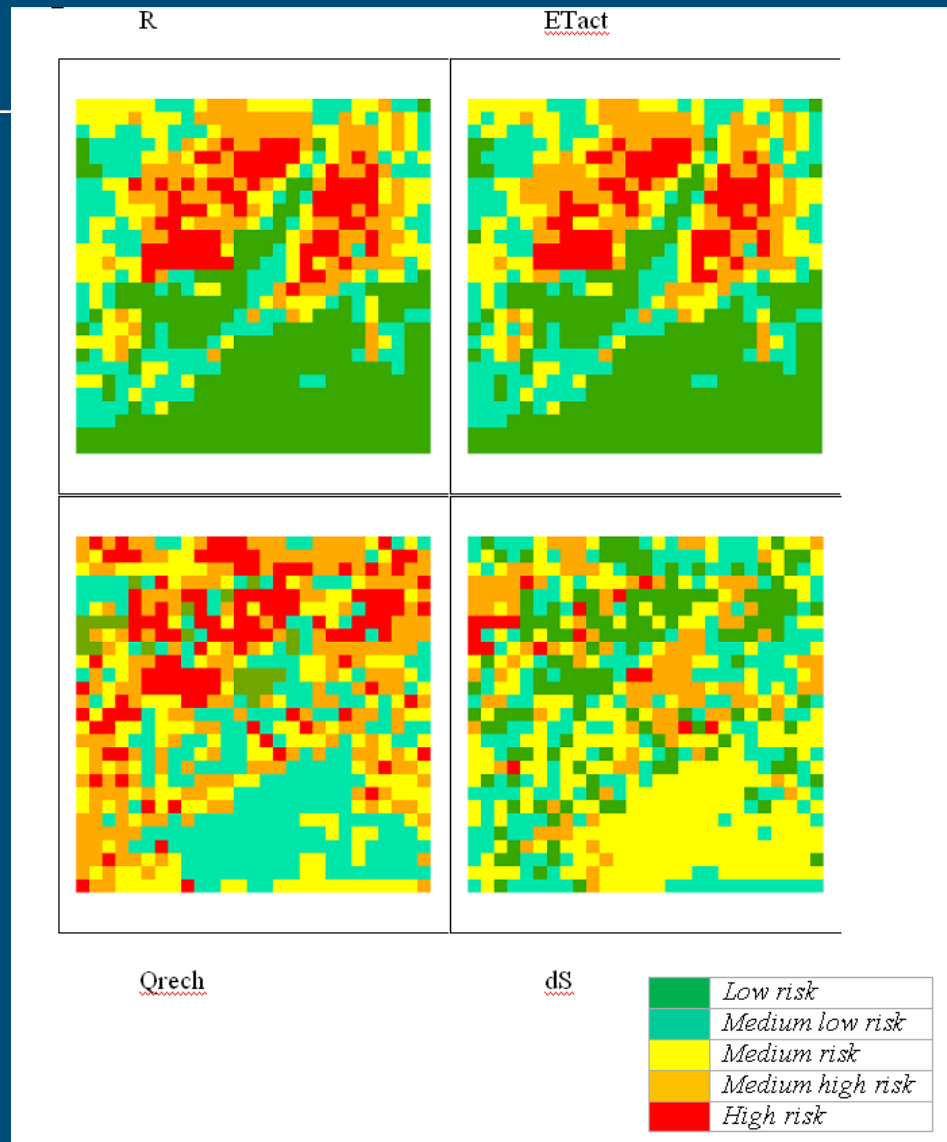 R
ETact
Qrech
dS
Low risk
Medium low risk
Medium risk
Medium high risk
High risk